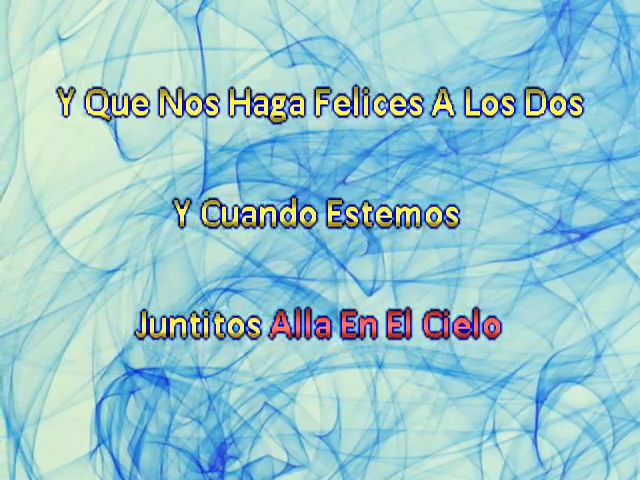 Y Que Nos Haga Felices A Los Dos
Y Cuando Estemos
Juntitos Alla En El Cielo